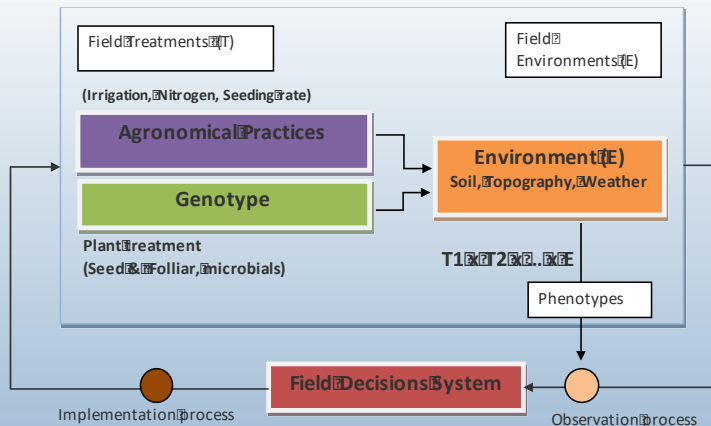 Field Treatments (T)
Field
Environments (E)
(Irrigation, Nitrogen, Seeding rate)
Agronomical Practices
Environment (E)
Soil, Topography, Weather
Genotype
Plant treatment
(Seed & Folliar, microbials)
T1 x T2 x … x E
Phenotypes
Field Decisions System
Implementation process
Observation process